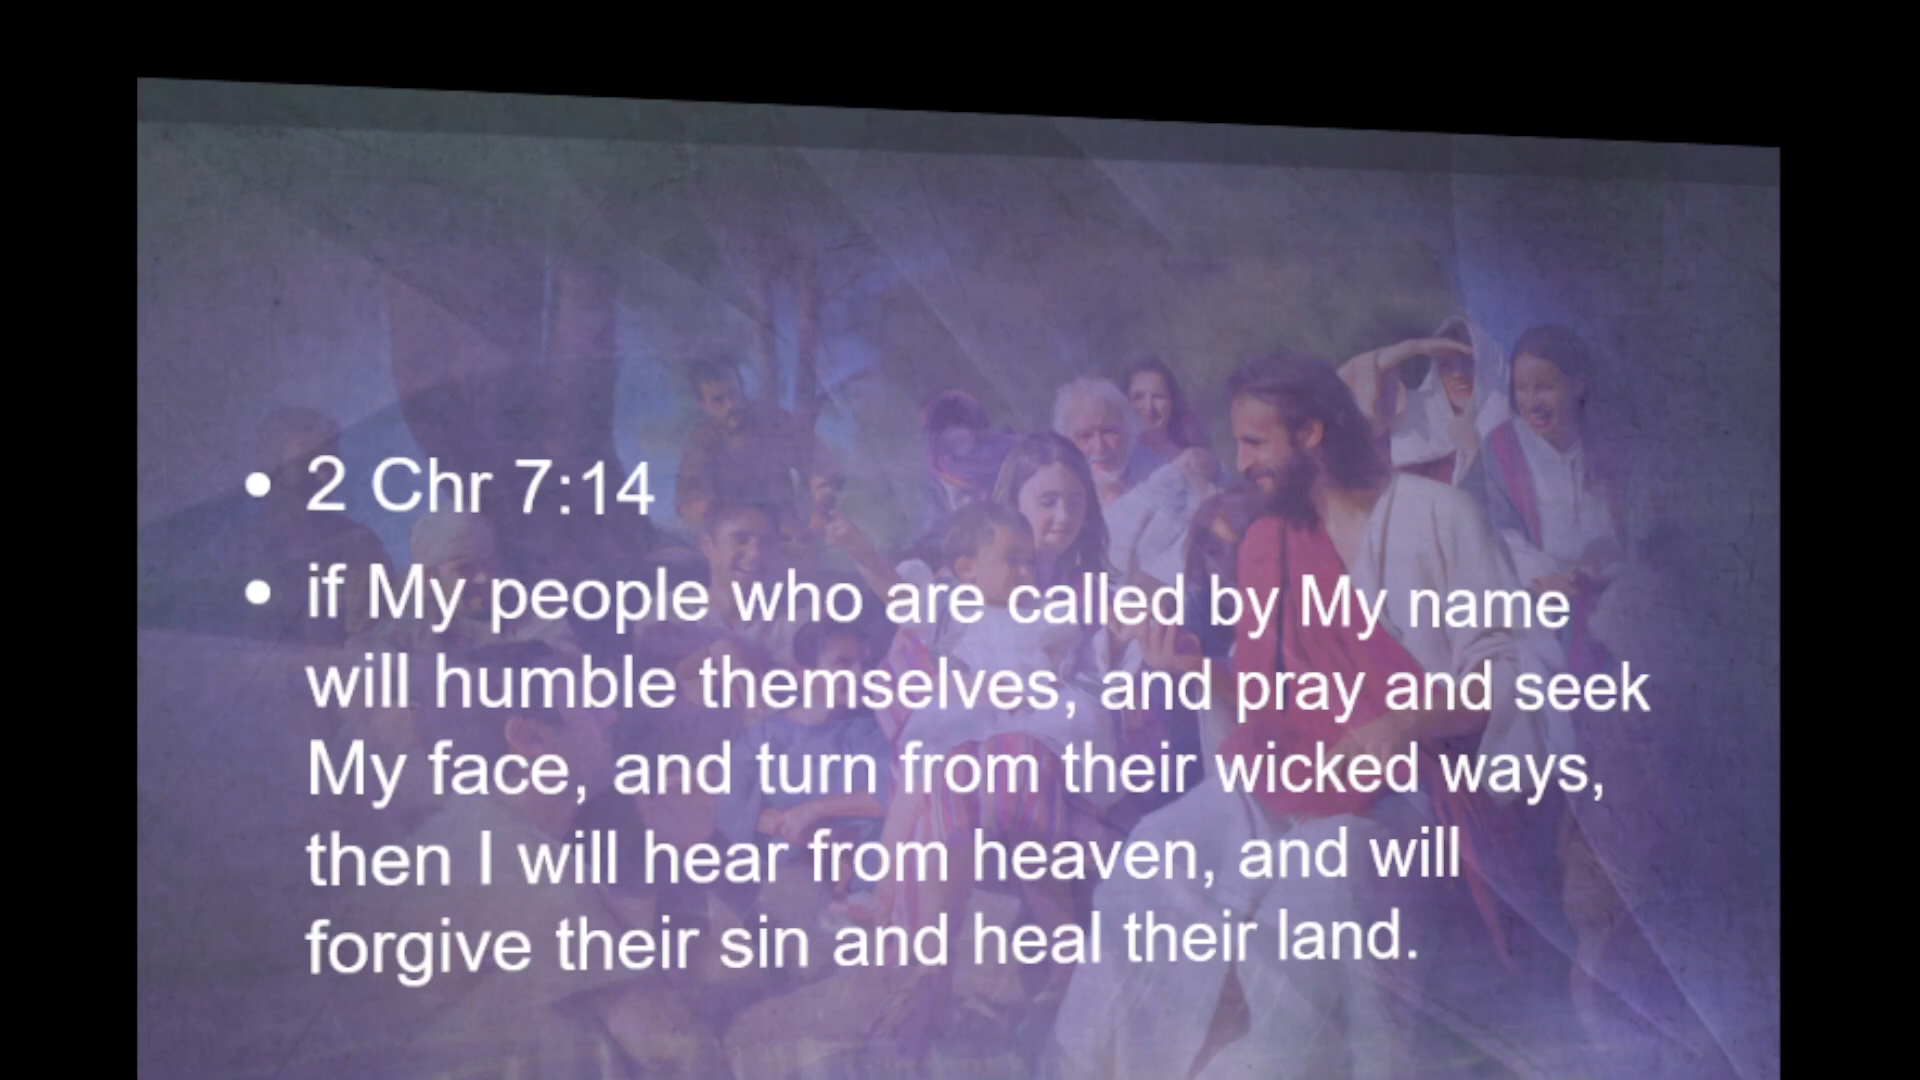 • 2 Chr 7:14
• if My people who are called by My name
will humble themselves, and pray and seek
My face, and turn from their wicked ways,
then I will hear from heaven, and will
forgive their sin and heal their land.